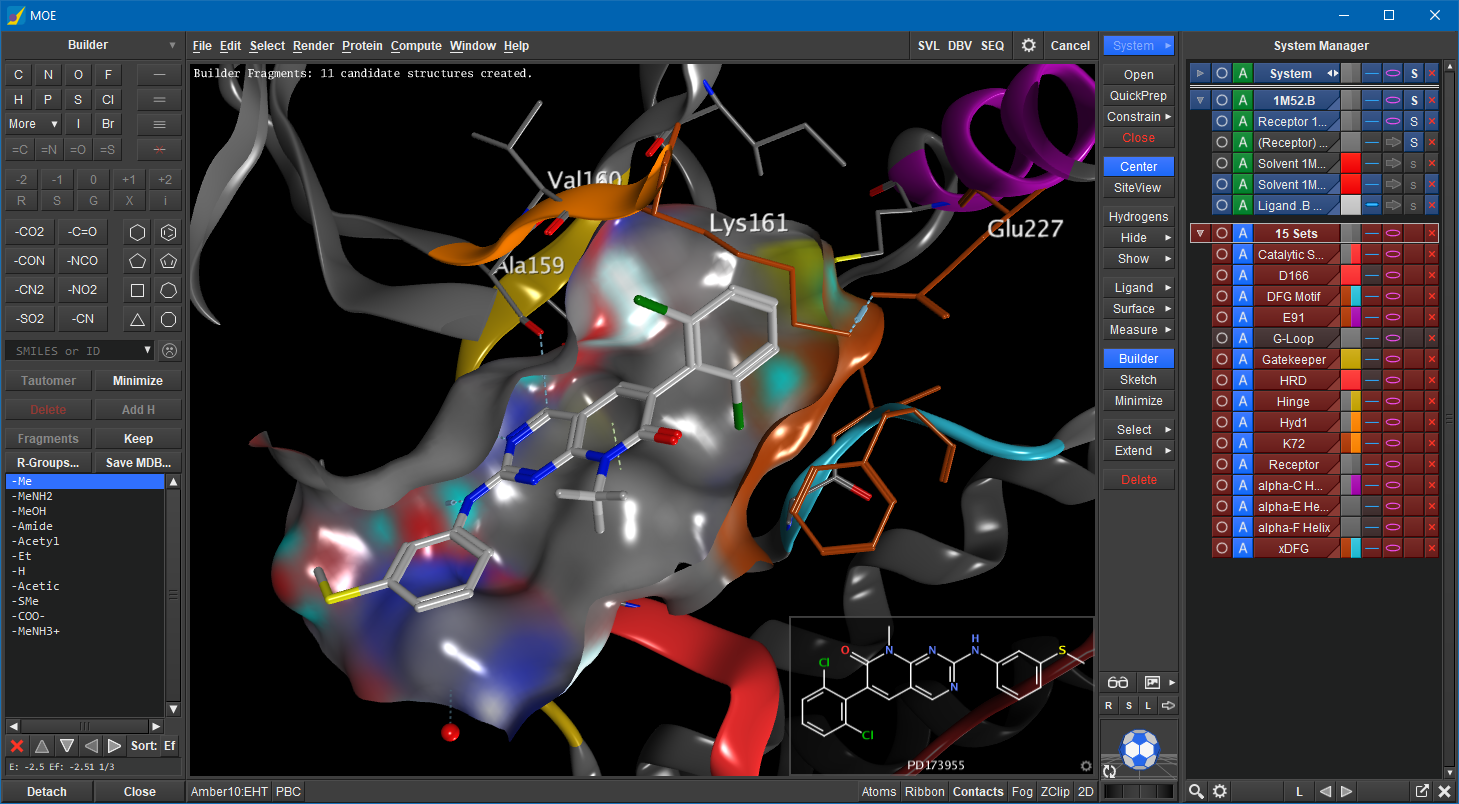 MOE
Builder
File Edit Select Render Protein Compute Window Help
SVL DBV SEQ Cancel
System
System Manager
C N O F
H P S Cl
More I Br
=C =N =O =S
-2 -1 0 +1 +2
R S G X i
-CO2 -C=O
-CON -NCO
-CN2 -NO2
-SO2 -CN
SMILES or ID
Tautomer Minimize
Delete Add H
Fragments Keep
R-Groups... Save MDB...
-Me
-MeNH2
-MeOH
-Amide
-Acetyl
-Et
-H
-Acetic
-SMe
-COO-
-MeNH3+
Sort: Ef
E: -2.5 Ef: -2.51 1/3
Detach Close
Builder Fragments: 11 candidate structures created.
Val160
Lys161
Glu227
Ala159
O N N N H N S
Cl
Cl
PD173955
Amber10:EHT PBC
Atoms Ribbon Contacts Fog ZClip 2D
Open
QuickPrep
Constrain
Close
Center
SiteView
Hydrogens
Hide
Show
Ligand
Surface
Measure
Builder
Sketch
Minimize
Select
Extend
Delete
R S L
A System S
A 1M52.B S
A Receptor 1... S
A (Receptor) ... S
A Solvent 1M... s
A Solvent 1M... s
A Ligand .B ... s
A 15 Sets
A Catalytic S...
A D166
A DFG Motif
A E91
A G-Loop
A Gatekeeper
A HRD
A Hinge
A Hyd1
A K72
A Receptor
A alpha-C H...
A alpha-E He...
A alpha-F Helix
A xDFG
L